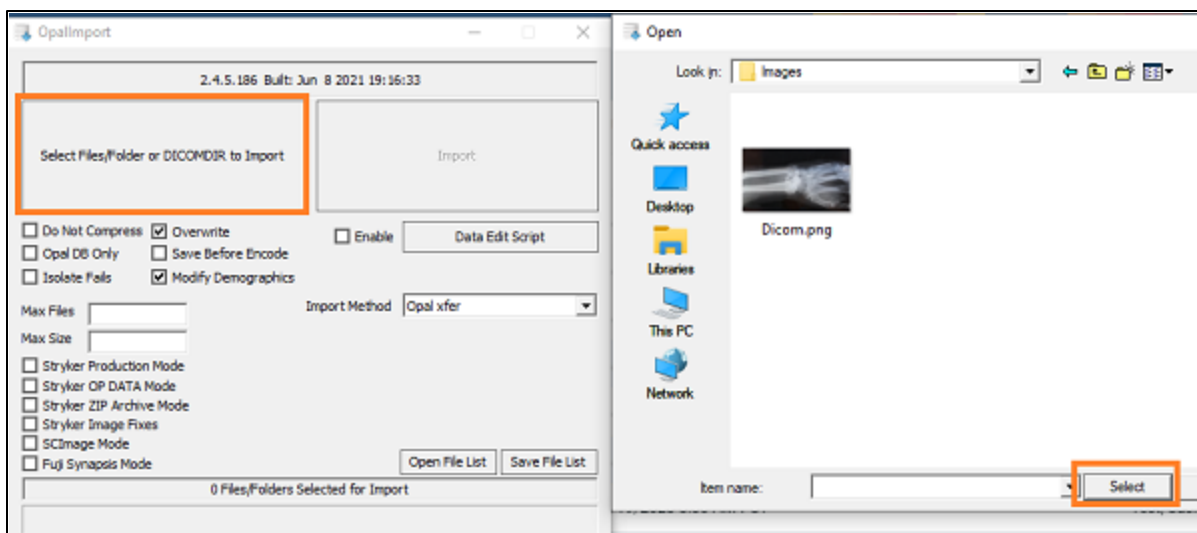 OpalImport
2.4.5.186 Built: Jun 8 2021 19:16:33
Select Files/Folder or DICOMDIR to Import
Import
Do Not Compress
Overwrite
Enable
Data Edit Script
Opal DB Only
Save Before Encode
Isolate Fails
Modify Demographics
Max Files
Import Method
Opal xfer
Max Size
Stryker Production Mode
Stryker OP DATA Mode
Stryker ZIP Archive Mode
Stryker Image Fixes
SCImage Mode
Fuji Synapsis Mode
Open File List
Save File List
0 Files/Folders Selected for Import
Open
Look in:
Images
Quick access
Desktop
Libraries
This PC
Network
Dicom.png
Item name:
Select